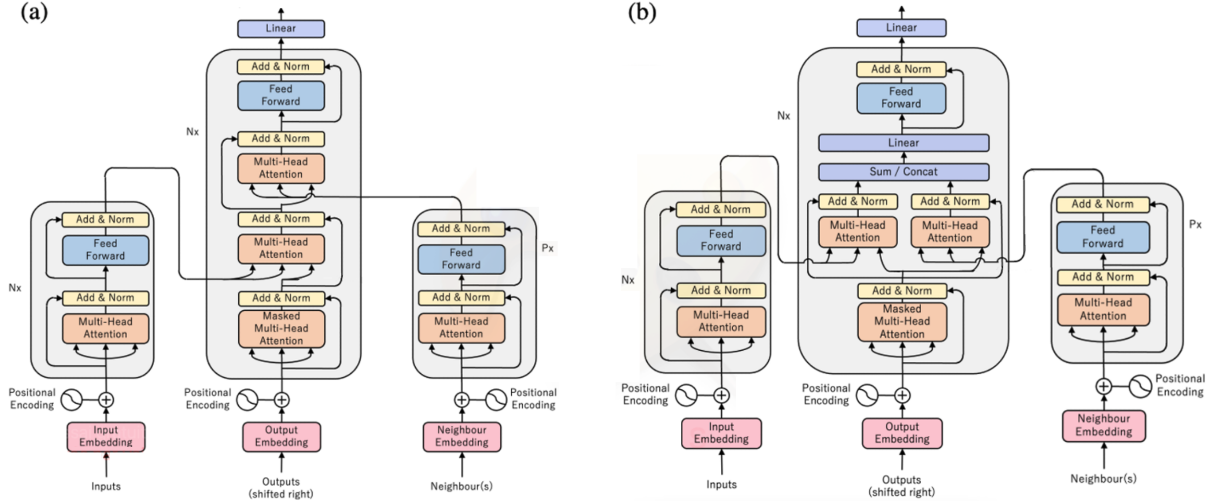 (a)
Linear
Add & Norm
Feed
Forward
Nx
Add & Norm
Multi-Head
Attention
Add & Norm
Multi-Head
Attention
Add & Norm
Masked
Multi-Head
Attention
Positional
Encoding
Output
Embedding
Outputs
(shifted right)
Add & Norm
Feed
Forward
Nx
Add & Norm
Multi-Head
Attention
Positional
Encoding
Input
Embedding
Inputs
Add & Norm
Px
Feed
Forward
Add & Norm
Multi-Head
Attention
Positional
Encoding
Neighbour
Embedding
Neighbour(s)
(b)
Linear
Add & Norm
Feed
Forward
Nx
Linear
Sum / Concat
Add & Norm
Add & Norm
Multi-Head
Attention
Multi-Head
Attention
Add & Norm
Masked
Multi-Head
Attention
Positional
Encoding
Output
Embedding
Outputs
(shifted right)
Add & Norm
Feed
Forward
Nx
Add & Norm
Multi-Head
Attention
Positional
Encoding
Input
Embedding
Inputs
Add & Norm
Px
Feed
Forward
Add & Norm
Multi-Head
Attention
Positional
Encoding
Neighbour
Embedding
Neighbour(s)